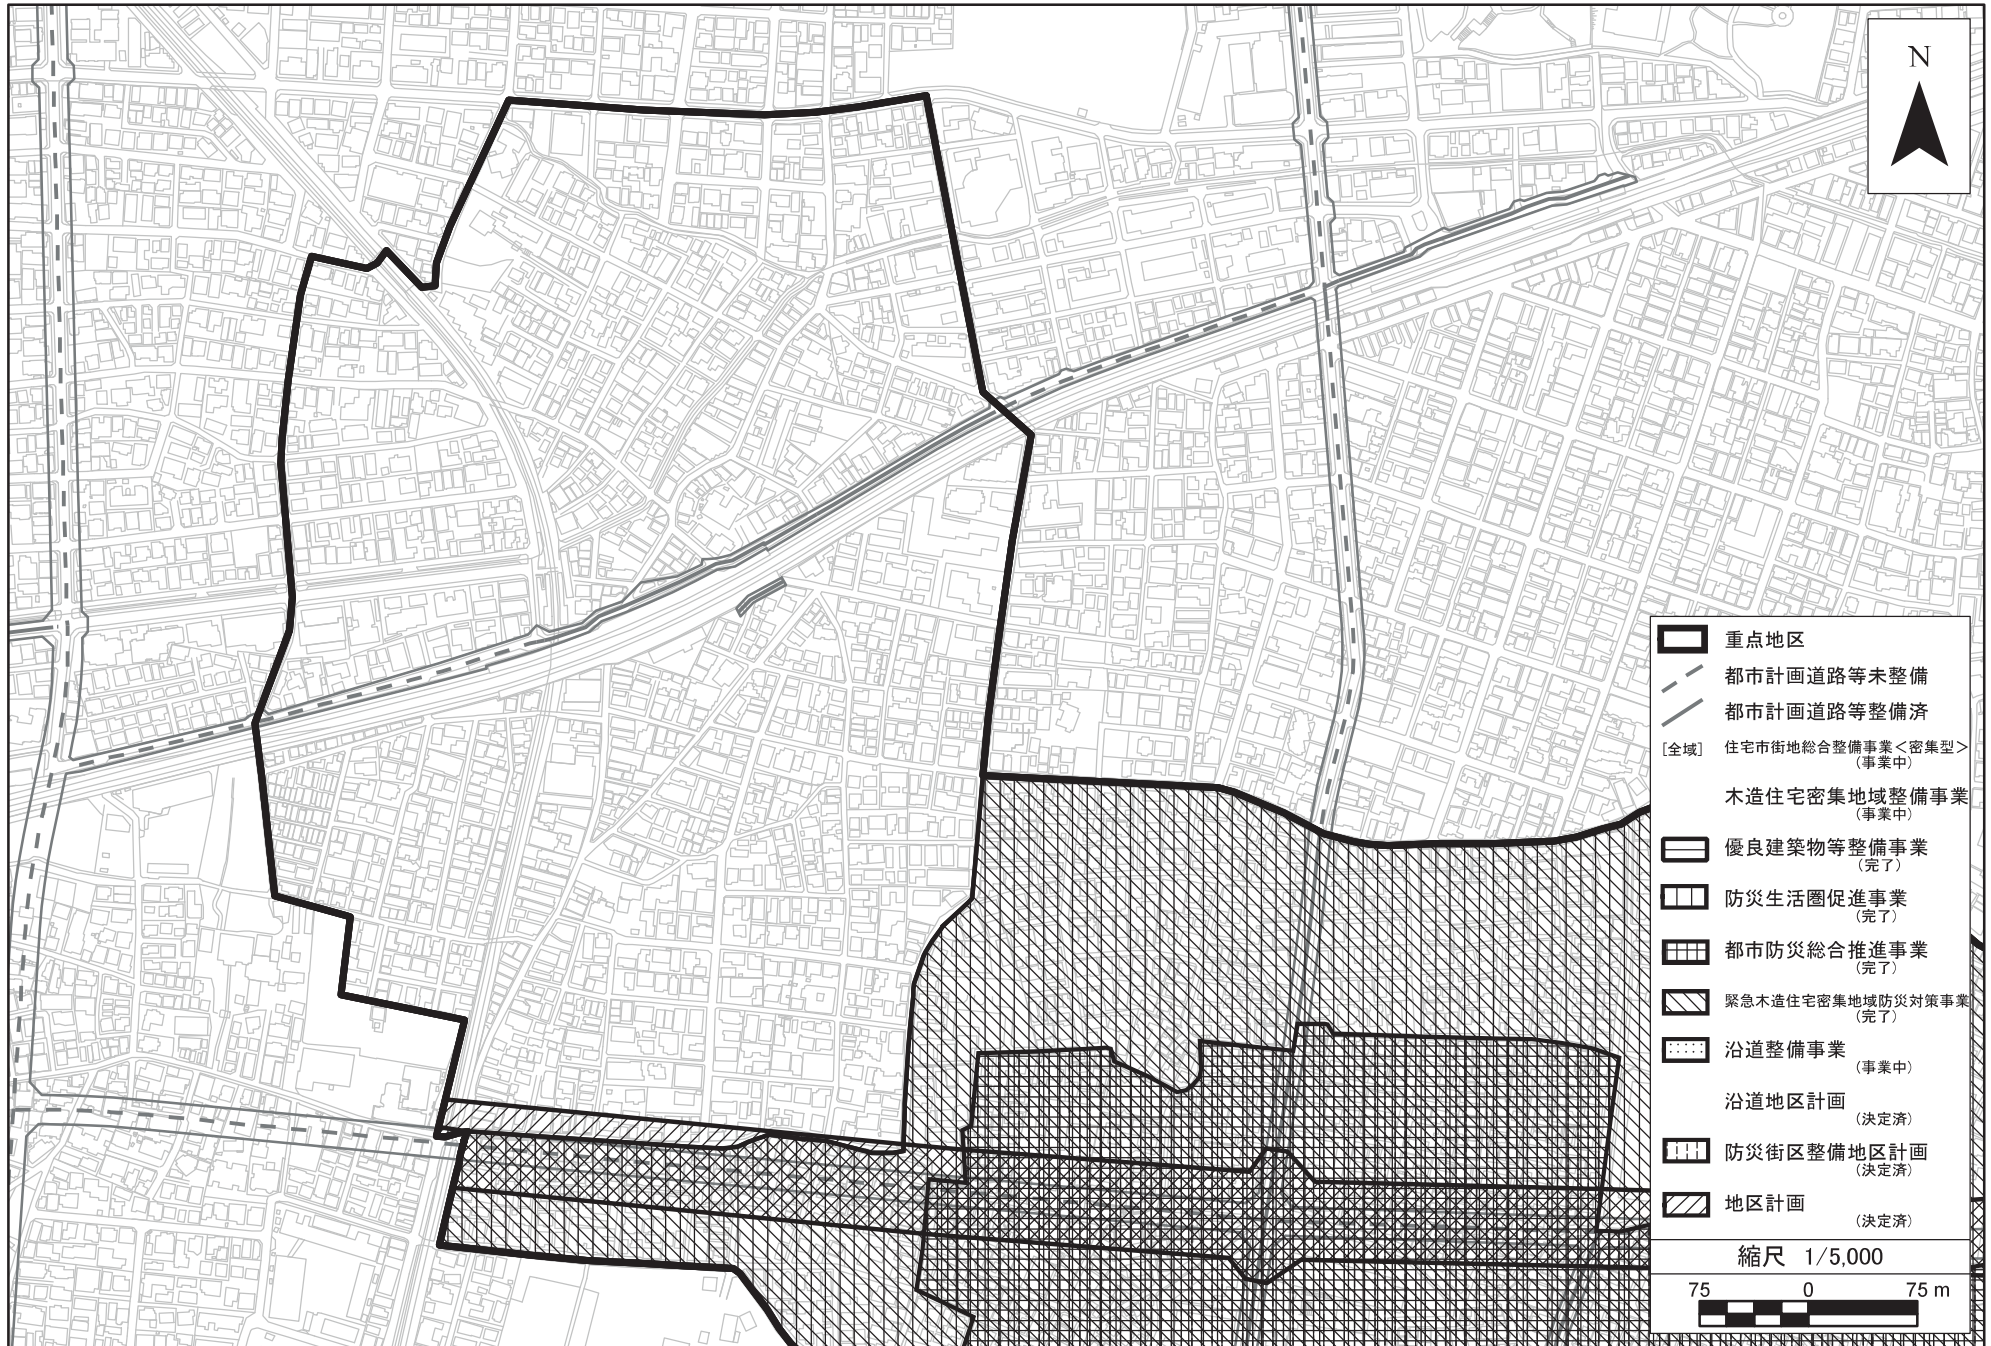 N
重点地区
都市計画道路等未整備
都市計画道路等整備済
[全域] 住宅市街地総合整備事業<密集型>
(事業中)
木造住宅密集地域整備事業
(事業中)
優良建築物等整備事業
(完了)
防災生活圏促進事業
(完了)
都市防災総合推進事業
(完了)
緊急木造住宅密集地域防災対策事業
(完了)
沿道整備事業
(事業中)
沿道地区計画
(決定済)
防災街区整備地区計画
(決定済)
地区計画
(決定済)
縮尺 1/5,000
75 0 75 m